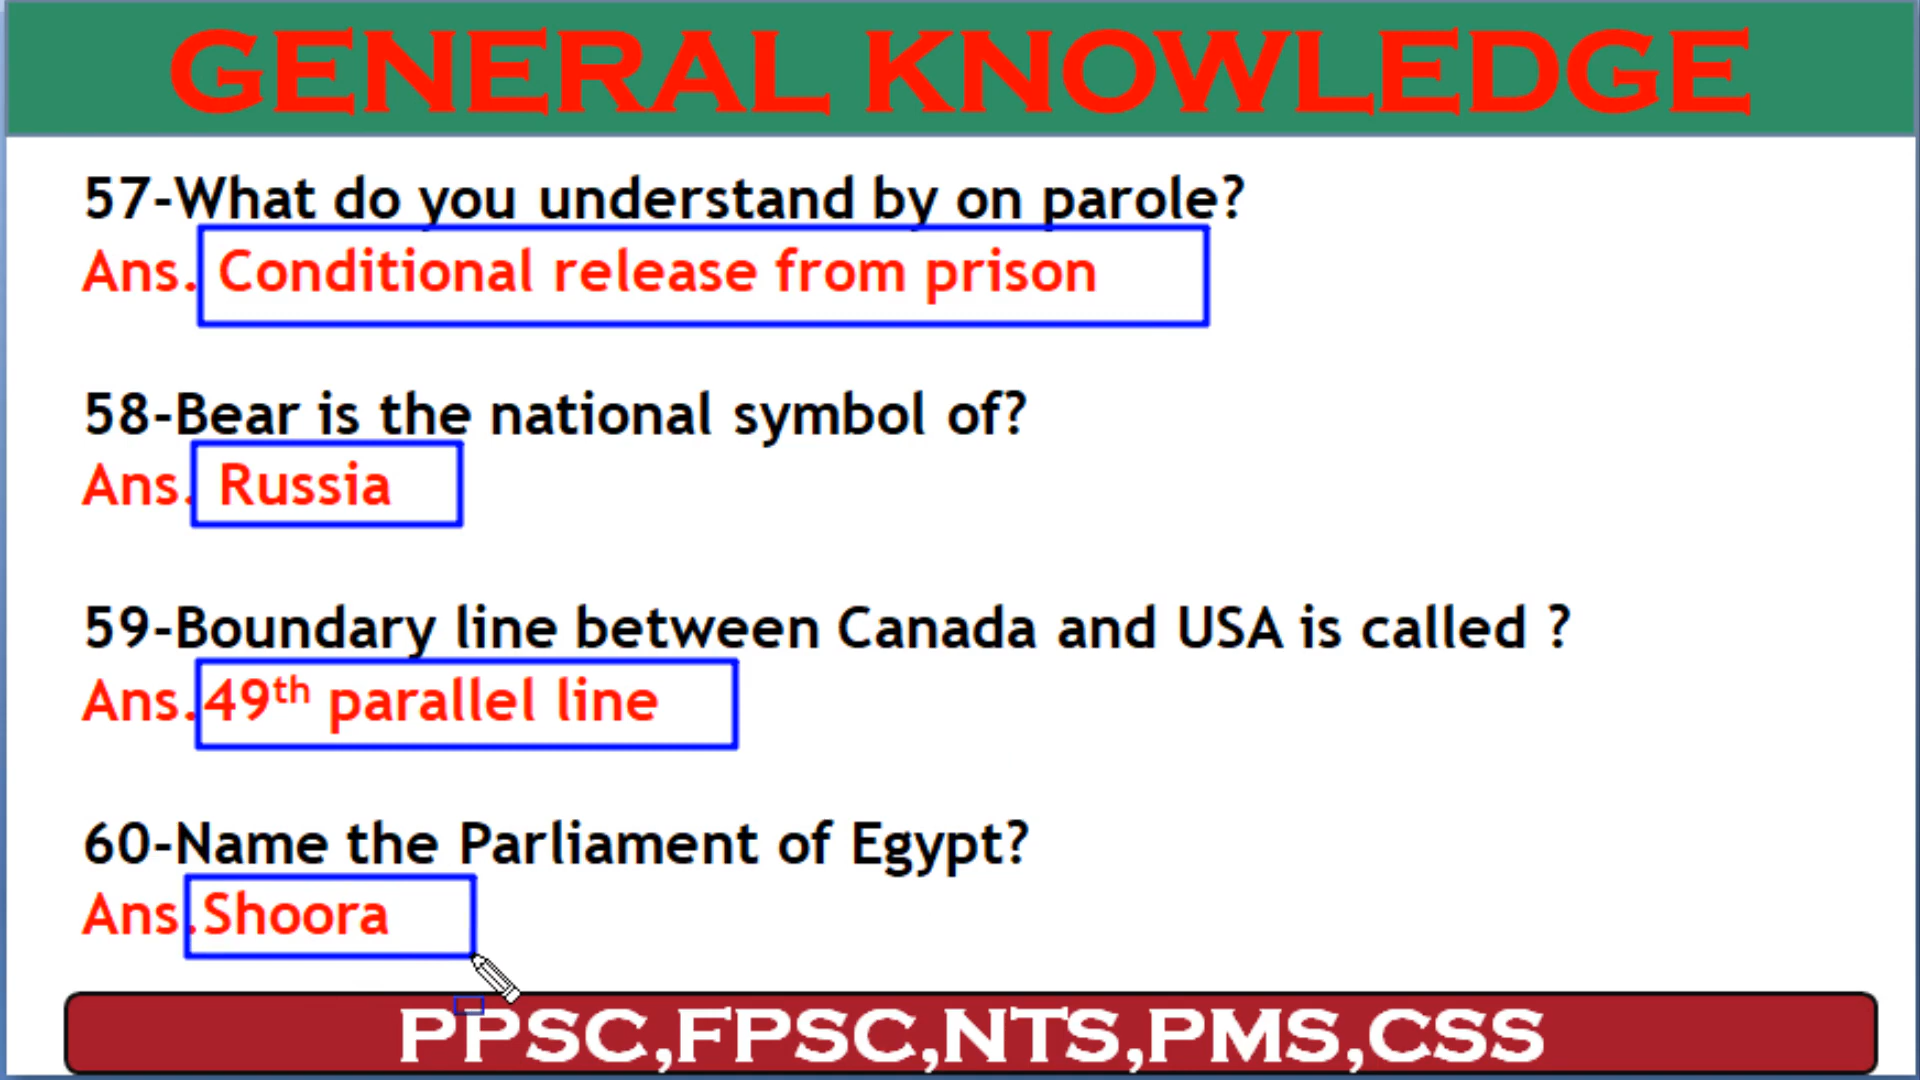 GENERAL KNOWLEDGE
57-What do you understand by on parole?
Ans. Conditional release from prison
58-Bear is the national symbol of?
Ans. Russia
59-Boundary line between Canada and USA is called ?
Ans.49th parallel line
60-Name the Parliament of Egypt?
Ans.Shoora
PPSC,FPSC,NTS,PMS,CSS